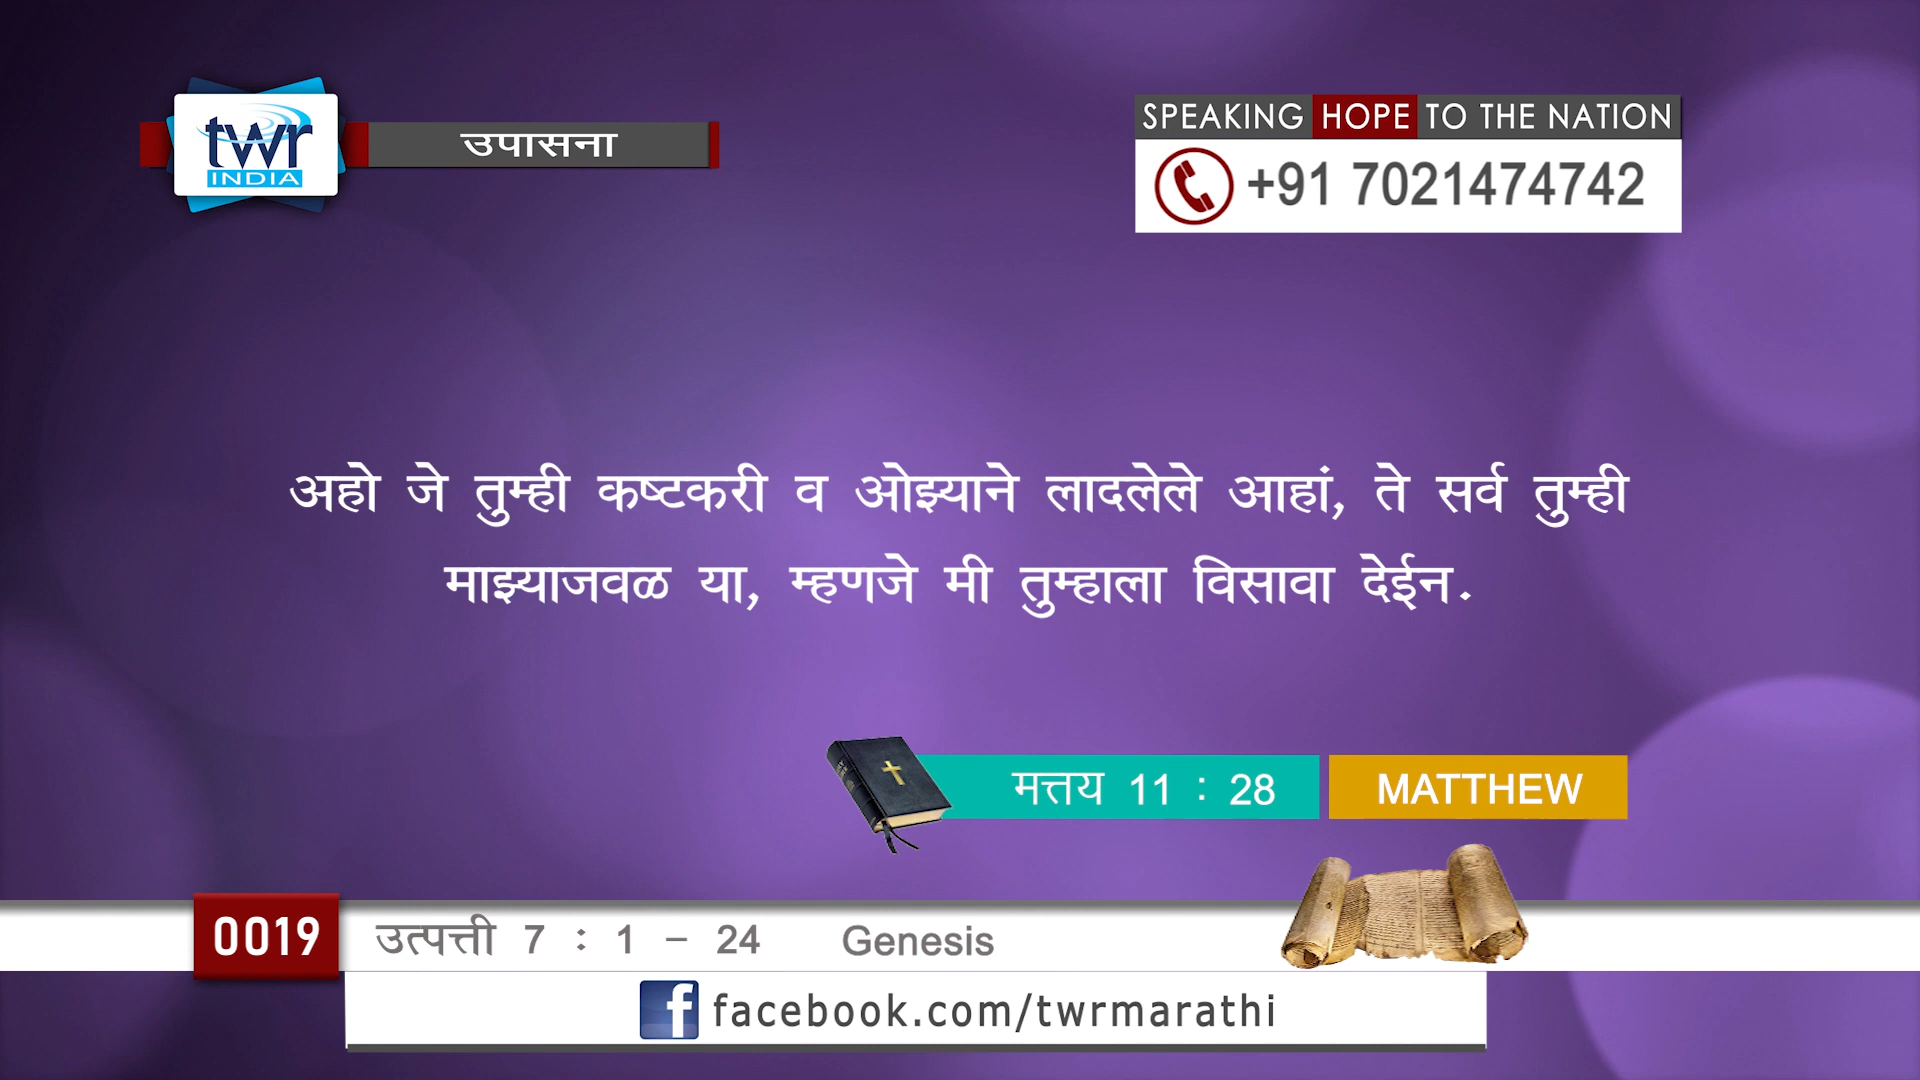 twr
INDIA
उपासना
SPEAKING HOPE TO THE NATION
+91 7021474742
अहो जे तुम्ही कष्टकरी व ओझ्याने लादलेले आहां, ते सर्व तुम्ही
माझ्याजवळ या, म्हणजे मी तुम्हाला विसावा देईन.
मत्तय 11 : 28 MATTHEW
0019 उत्पत्ती 7 : 1 - 24 Genesis
facebook.com/twrmarathi